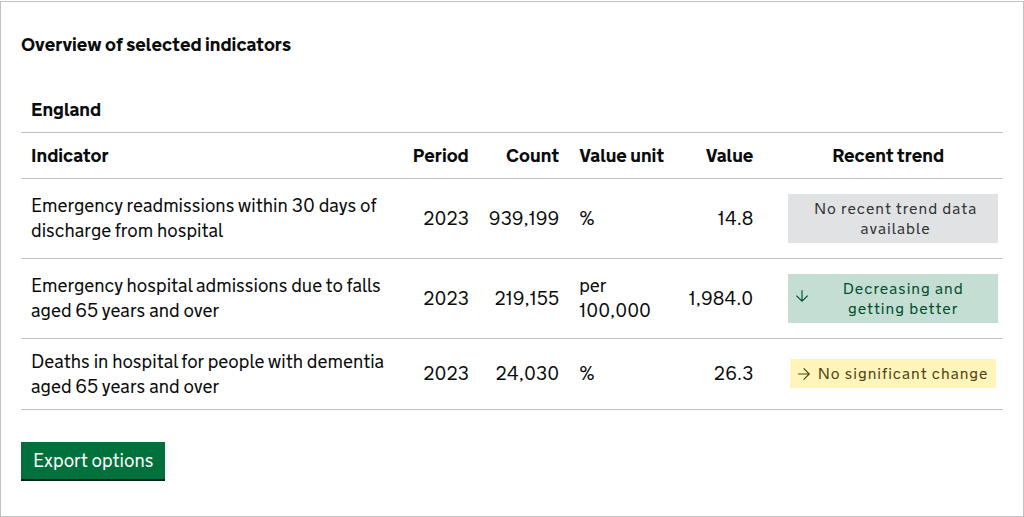 Overview of selected indicators
England
Indicator Period Count Value unit Value Recent trend
Emergency readmissions within 30 days of
discharge from hospital
2023 939,199 % 14.8
No recent trend data
available
Emergency hospital admissions due to falls
aged 65 years and over
2023 219,155
per
100,000
1,984.0
↓ Decreasing and
getting better
Deaths in hospital for people with dementia
aged 65 years and over
2023 24,030 % 26.3
→ No significant change
Export options